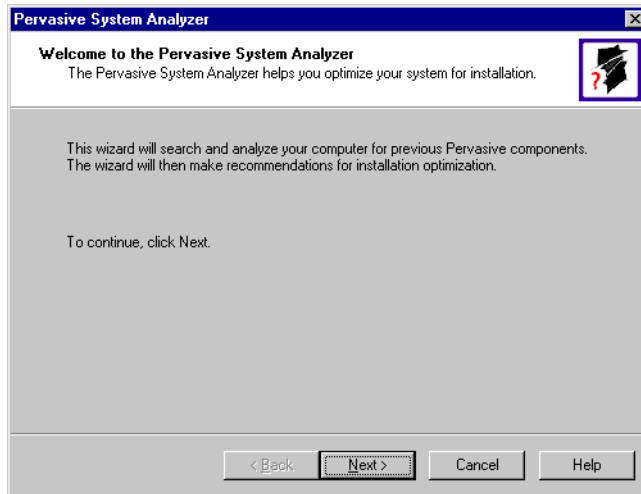 Pervasive System Analyzer
Welcome to the Pervasive System Analyzer
The Pervasive System Analyzer helps you optimize your system for installation.
?
This wizard will search and analyze your computer for previous Pervasive components.
The wizard will then make recommendations for installation optimization.
To continue, click Next.
< Back Next > Cancel Help